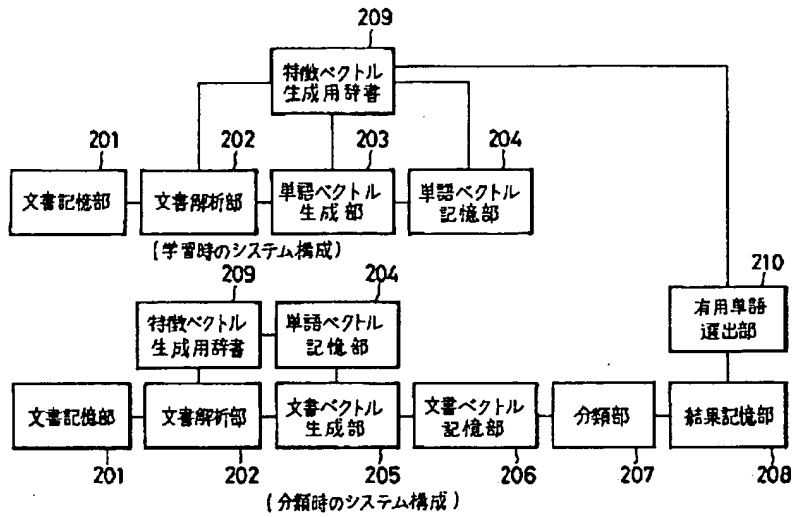 209
特徴ベクトル
生成用辞書
201
202
203
204
文書記憶部
文書解析部
単語ベクトル
生成部
単語ベクトル
記憶部
(学習時のシステム構成)
209
204
210
特徴ベクトル
生成用辞書
単語ベクトル
記憶部
有用単語
選出部
文書記憶部
文書解析部
文書ベクトル
生成部
文書ベクトル
記憶部
分類部
結果記憶部
201
202
205
206
207
208
(分類時のシステム構成)